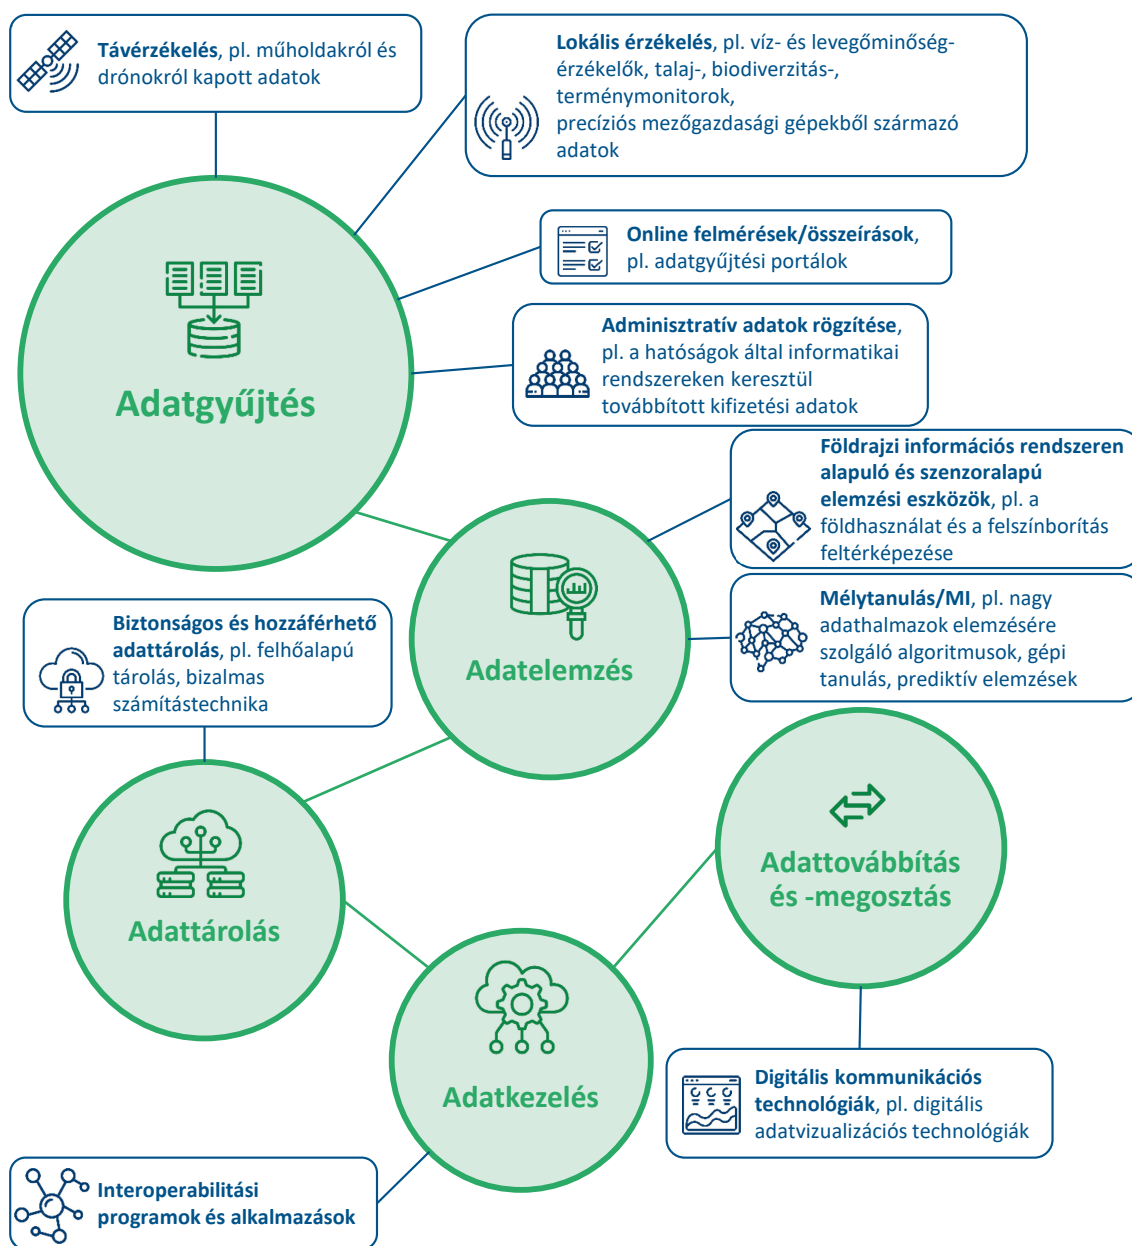 Távérzékelés, pl. műholdakról és
drónokról kapott adatok
Lokális érzékelés, pl. víz- és levegőminőség-
érzékelők, talaj-, biodiverzitás-,
terménymonitorok,
precíziós mezőgazdasági gépekből származó
adatok
Online felmérések/összeírások,
pl. adatgyűjtési portálok
Adminisztratív adatok rögzítése,
pl. a hatóságok által informatikai
rendszereken keresztül
továbbított kifizetési adatok
Adatgyűjtés
Földrajzi információs rendszeren
alapuló és szenzoralapú
elemzési eszközök, pl. a
földhasználat és a felszínborítás
feltérképezése
Mélytanulás/MI, pl. nagy
adathalmazok elemzésére
szolgáló algoritmusok, gépi
tanulás, prediktív elemzések
Adatelemzés
Biztonságos és hozzáférhető
adattárolás, pl. felhőalapú
tárolás, bizalmas
számítástechnika
Adattárolás
Adattovábbítás
és -megosztás
Adatkezelés
Digitális kommunikációs
technológiák, pl. digitális
adatvizualizációs technológiák
Interoperabilitási
programok és alkalmazások